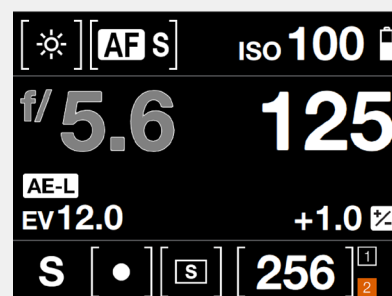 AF S ISO 100
f/5.6 125
AE-L
EV12.0 +1.0
S S 256 1
2